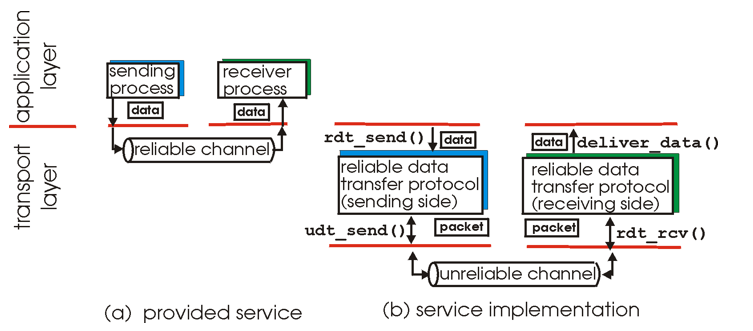 application
layer
transport
layer
sending
process
data
receiver
process
data
reliable channel
(a) provided service
rdt_send()
data
reliable data
transfer protocol
(sending side)
udt_send()
packet
data
deliver_data()
reliable data
transfer protocol
(receiving side)
packet
rdt_rcv()
unreliable channel
(b) service implementation